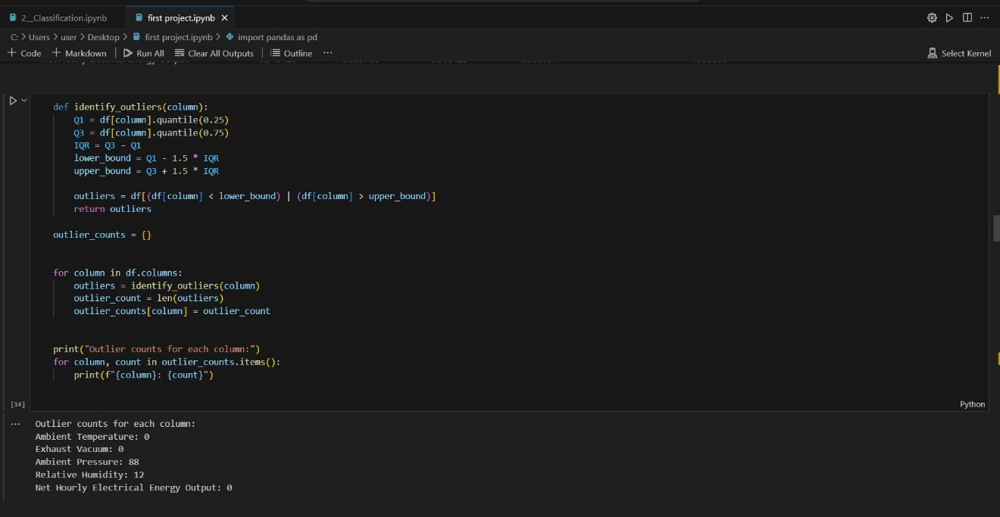 2__Classification.ipynb
first project.ipynb
C: > Users > user > Desktop > first project.ipynb > import pandas as pd
+ Code + Markdown | Run All Clear All Outputs | Outline ...
Select Kernel
def identify_outliers(column):
    Q1 = df[column].quantile(0.25)
    Q3 = df[column].quantile(0.75)
    IQR = Q3 - Q1
    lower_bound = Q1 - 1.5 * IQR
    upper_bound = Q3 + 1.5 * IQR
    outliers = df[(df[column] < lower_bound) | (df[column] > upper_bound)]
    return outliers
outlier_counts = {}
for column in df.columns:
    outliers = identify_outliers(column)
    outlier_count = len(outliers)
    outlier_counts[column] = outlier_count
print("Outlier counts for each column:")
for column, count in outlier_counts.items():
    print(f"{column}: {count}")
[14]
Python
... Outlier counts for each column:
Ambient Temperature: 0
Exhaust Vacuum: 0
Ambient Pressure: 88
Relative Humidity: 12
Net Hourly Electrical Energy Output: 0